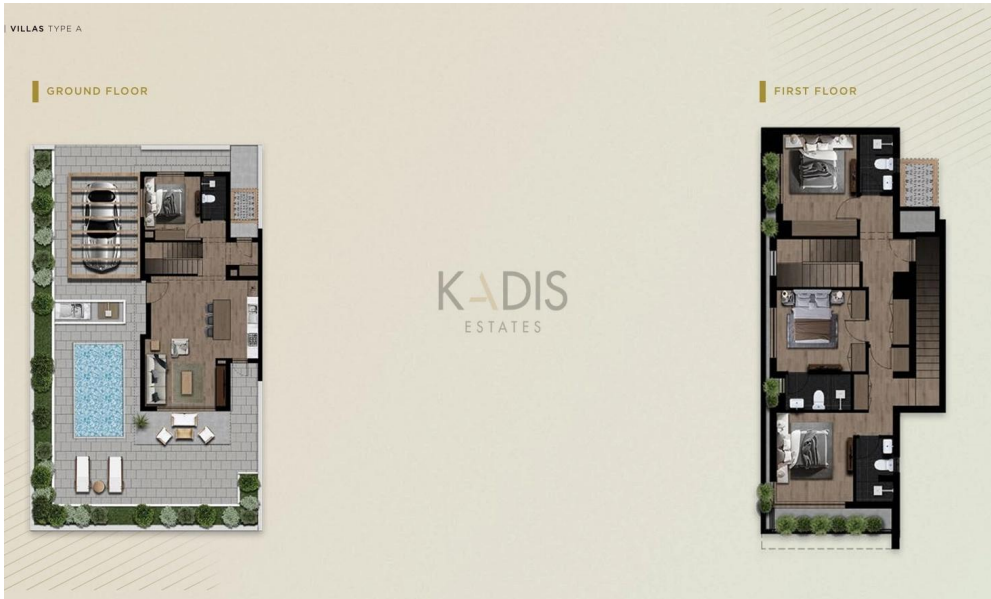 VILLAS TYPE A
GROUND FLOOR
FIRST FLOOR
KADIS
ESTATES